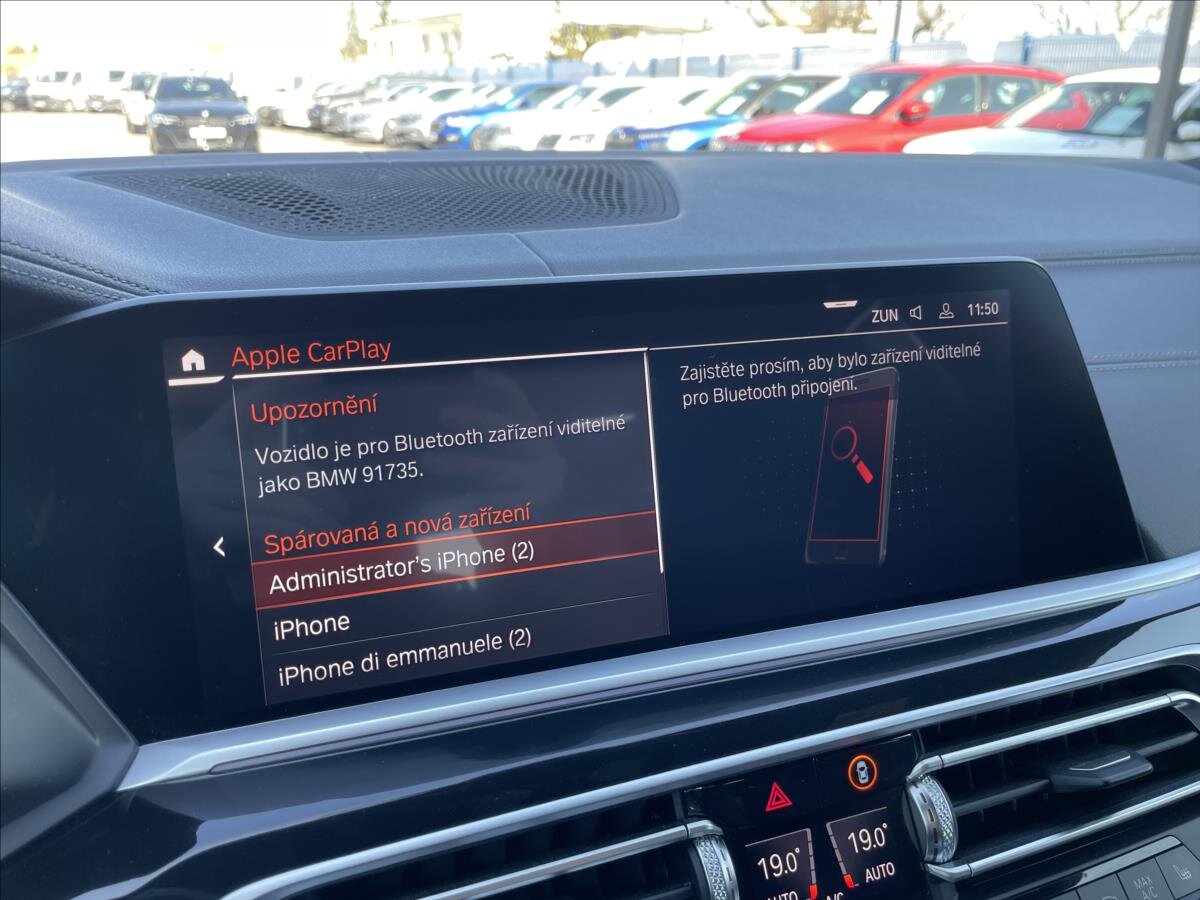 ZUN 11:50
Apple CarPlay
Upozornění
Vozidlo je pro Bluetooth zařízení viditelné
jako BMW 91735.
Spárovaná a nová zařízení
Administrator's iPhone (2)
iPhone
iPhone di emmanuele (2)
Zajistěte prosím, aby bylo zařízení viditelné
pro Bluetooth připojení.
19.0° 19.0°
AUTO A/C AUTO
MAX
A/C